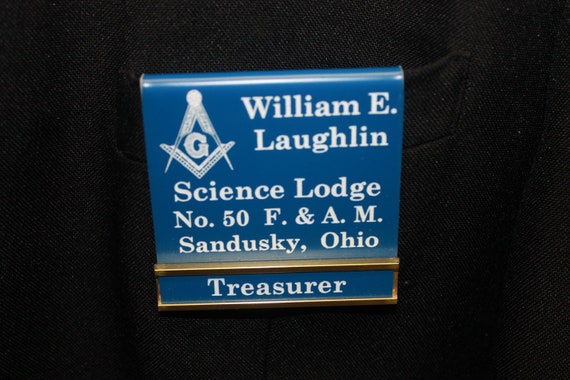 William E.
Laughlin
G
Science Lodge
No. 50 F. & A. M.
Sandusky, Ohio
Treasurer